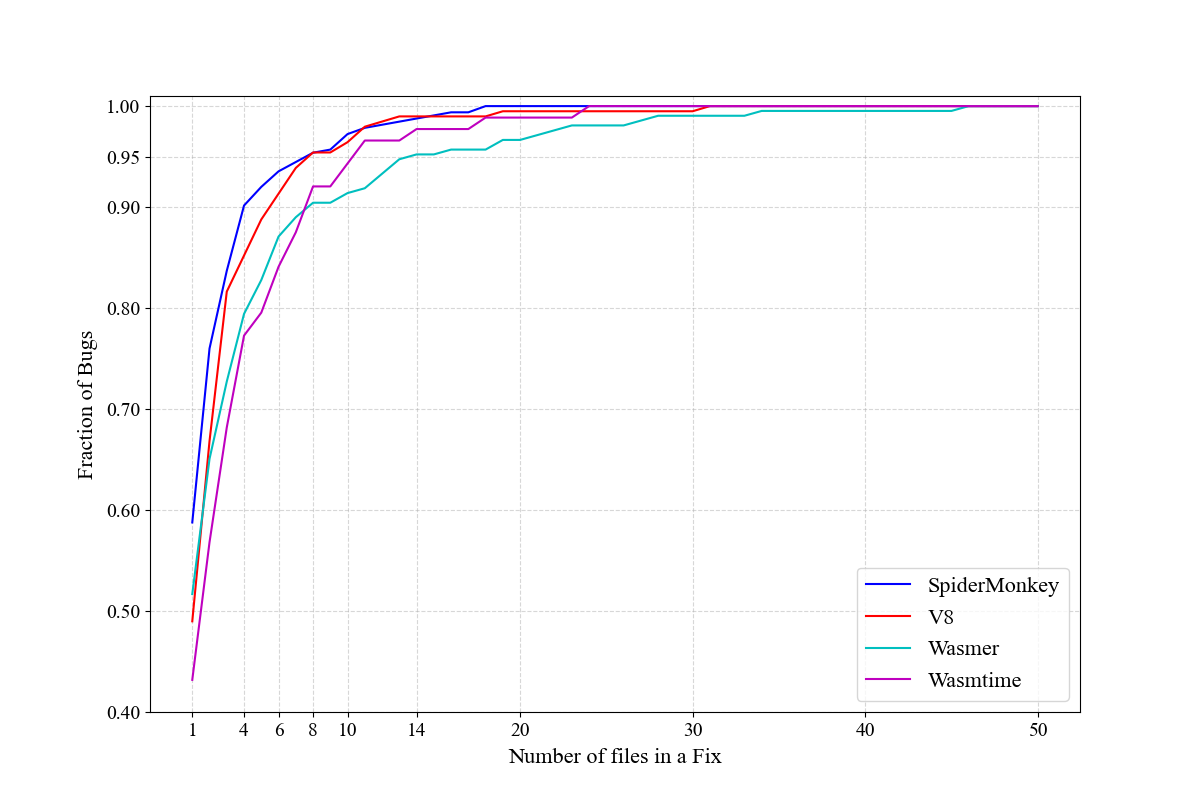 1.00
0.95
0.90
0.80
0.70
0.60
0.50
0.40
Fraction of Bugs
1 4 6 8 10 14 20 30 40 50
Number of files in a Fix
SpiderMonkey
V8
Wasmer
Wasmtime